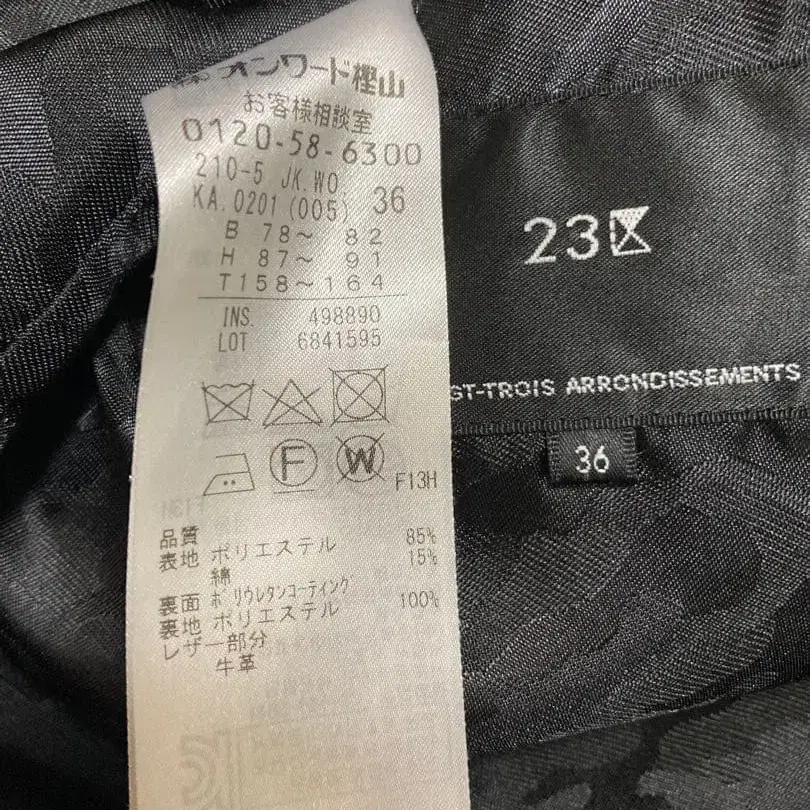 ㈱オンワード樫山
お客様相談室
0120-58-6300
210-5 JK.WO
KA.0201(005) 36
B 78～ 82
H 87～ 91
T158～164
INS. 498890
LOT 6841595
F
W
F13H
品質
表地 ポリエステル 85%
綿 15%
裏面 ﾎﾟﾘｳﾚﾀﾝｺｰﾃｨﾝｸﾞ
裏地 ポリエステル 100%
レザー部分
牛革
23区
ST-TROIS ARRONDISSEMENTS
36